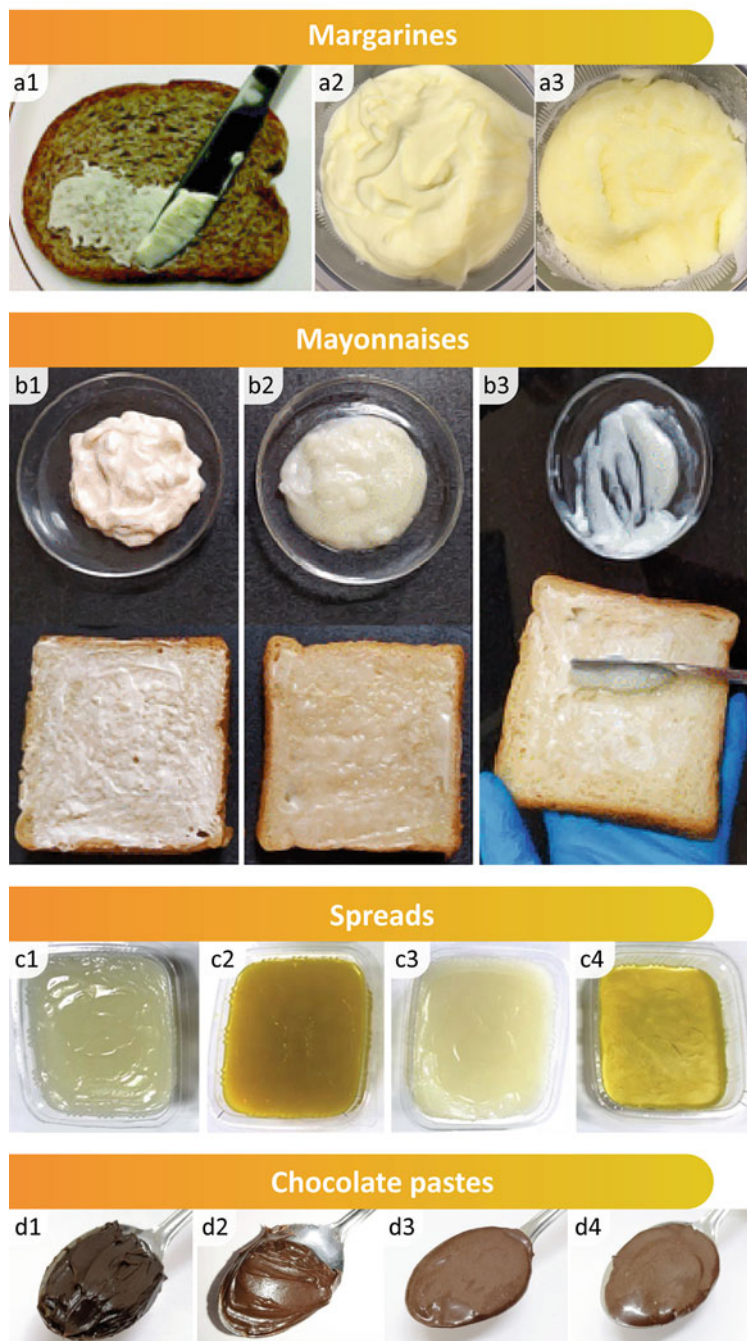 Margarines
a1 a2 a3
Mayonnaises
b1 b2 b3
Spreads
c1 c2 c3 c4
Chocolate pastes
d1 d2 d3 d4